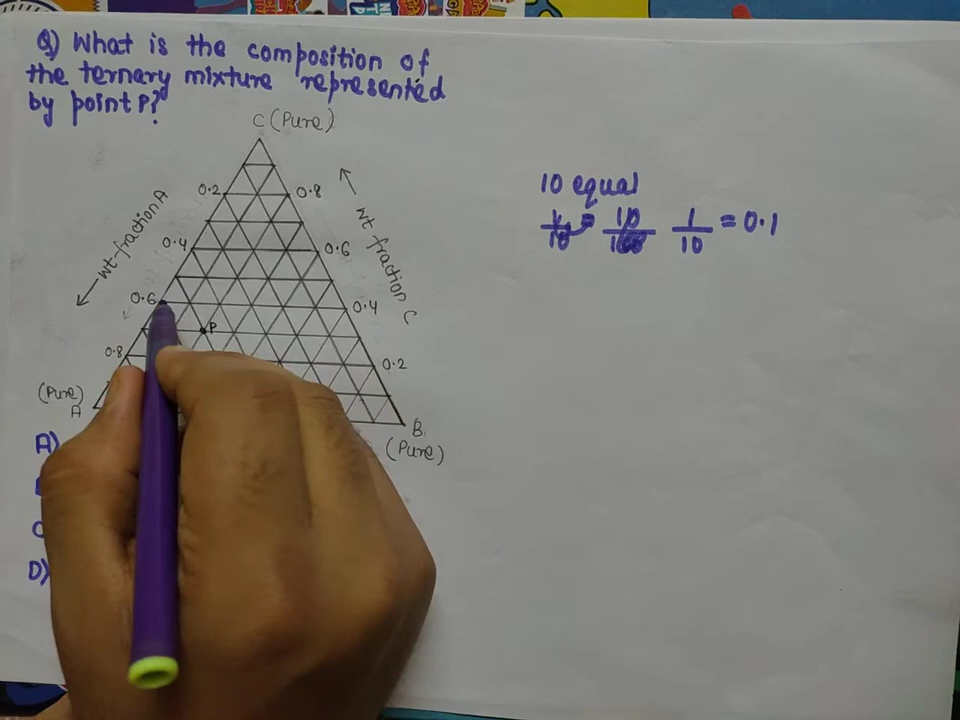 Q) What is the composition of
the ternary mixture represented
by point P?
C (Pure)
0.2
0.8
wt-fraction A
0.4
0.6
wt fraction C
0.6
0.4
P
0.8
0.2
(Pure)
A
B
(Pure)
A)
D)
10 equal
1/10 = 10/100 1/10 = 0.1